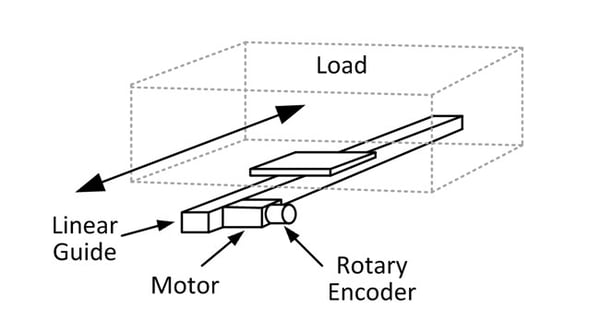 Load
Linear
Guide
Motor
Rotary
Encoder